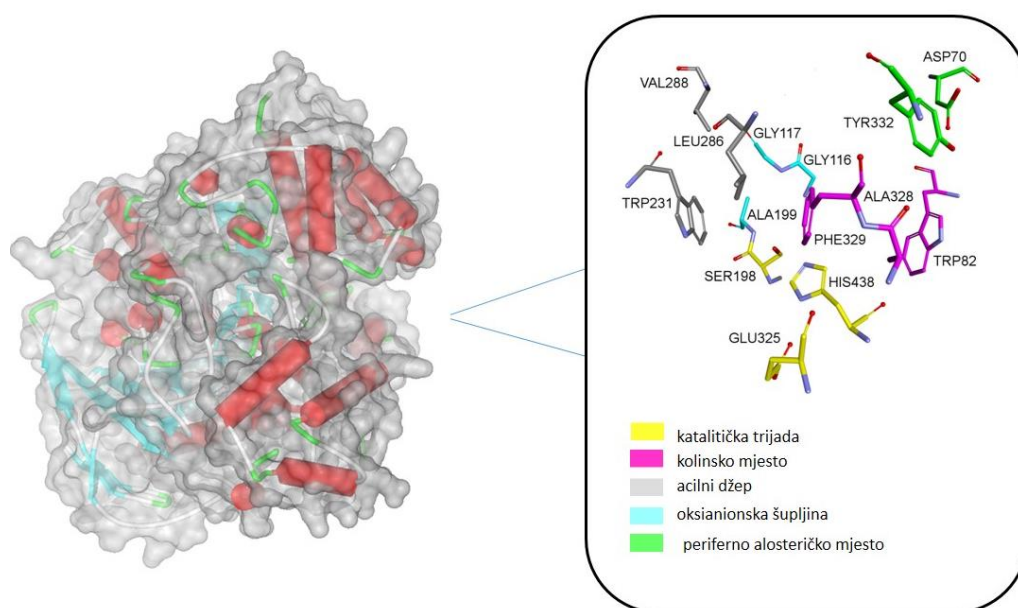 ASP70
VAL288
TYR332
GLY117
LEU286
GLY116
ALA328
TRP231
ALA199
PHE329
TRP82
SER198
HIS438
GLU325
katalitička trijada
kolinsko mjesto
acilni džep
oksianionska šupljina
periferno alosteričko mjesto